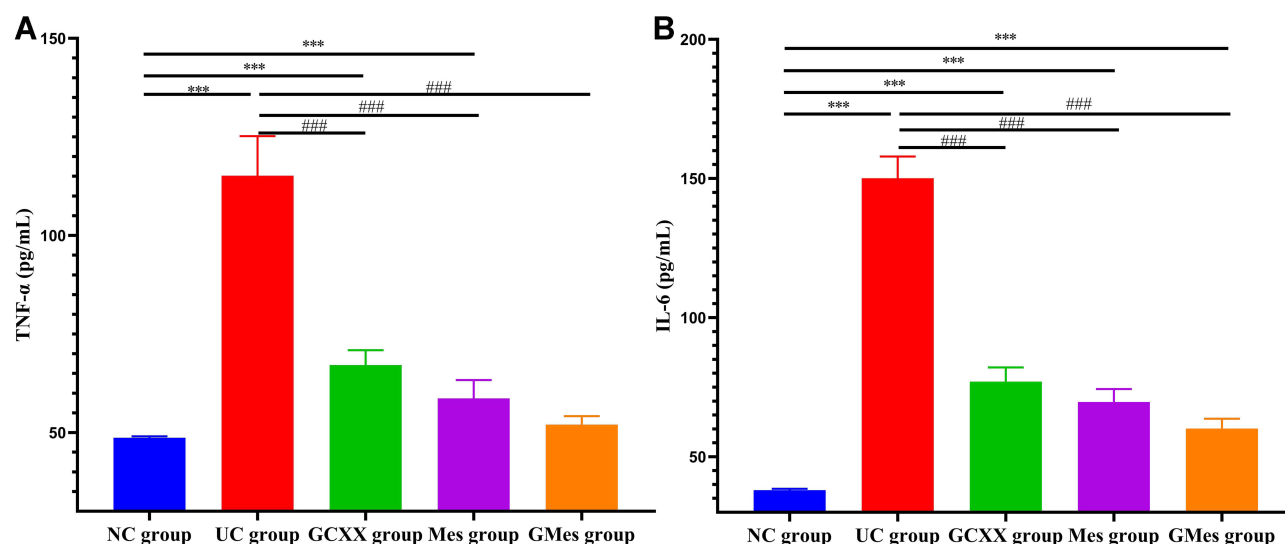 A
TNF-α (pg/mL)
150
100
50
***
***
***
###
###
###
NC group
UC group
GCXX group
Mes group
GMes group
B
IL-6 (pg/mL)
200
150
100
50
***
***
***
***
###
###
###
NC group
UC group
GCXX group
Mes group
GMes group